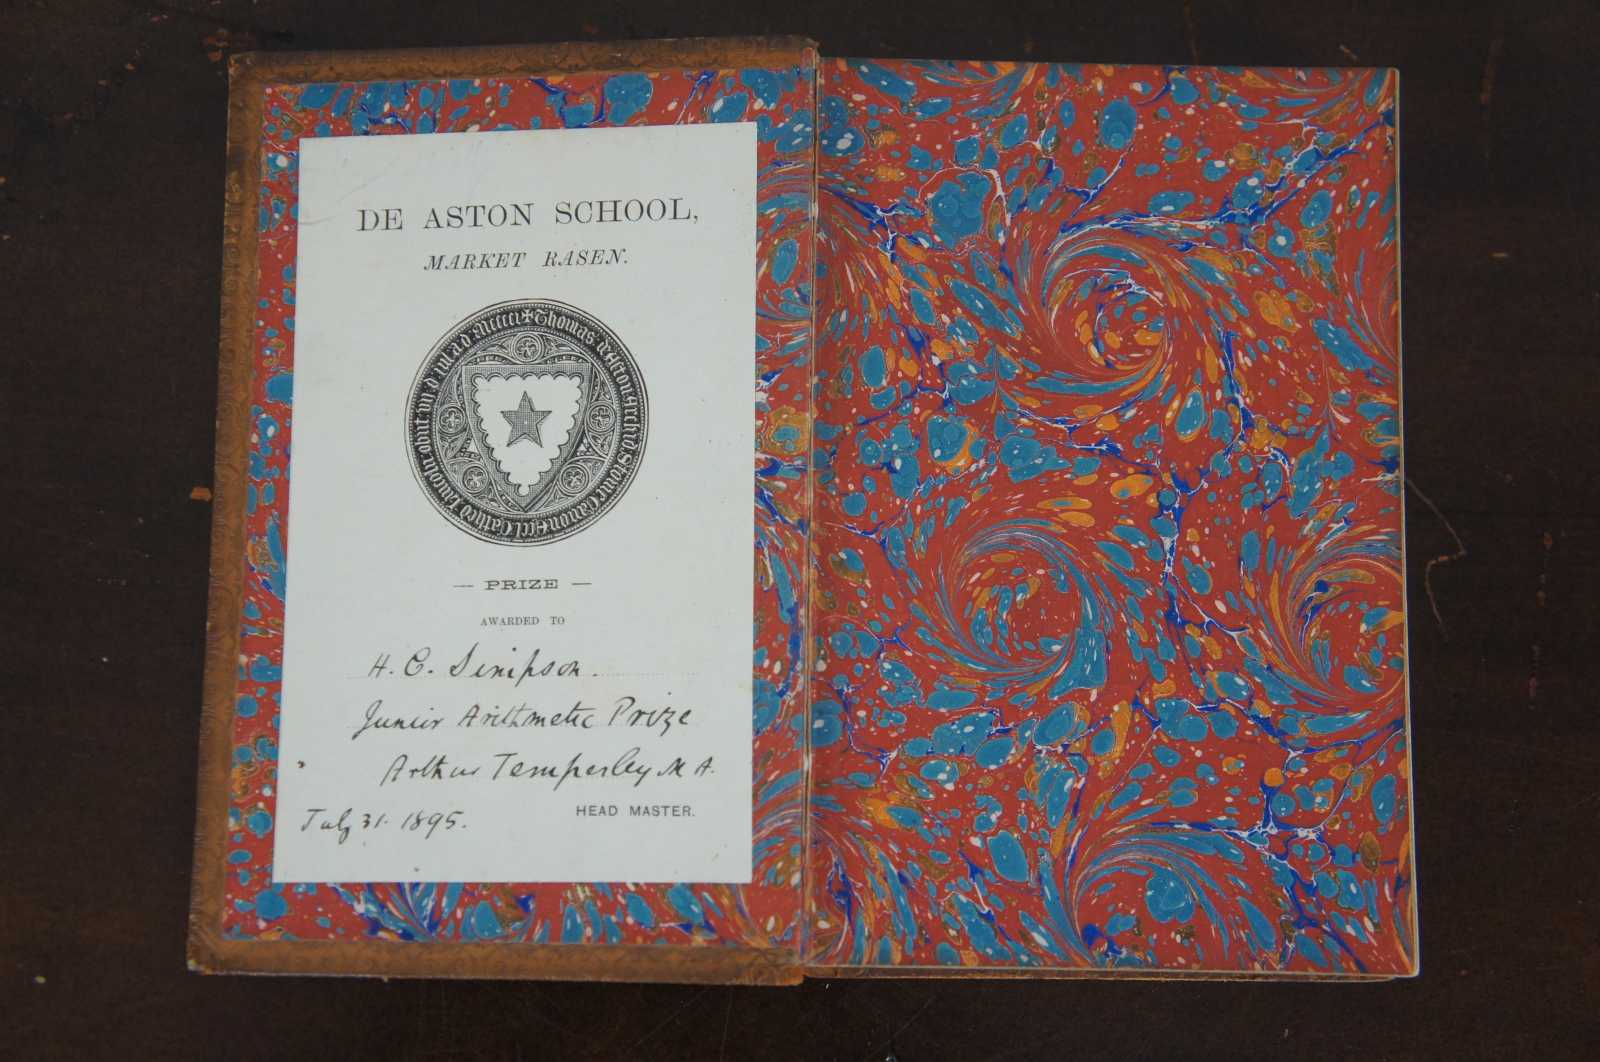 DE ASTON SCHOOL,
MARKET RASEN.
— PRIZE —
AWARDED TO
H. C. Simpson.
Junior Arithmetic Prize
Arthur Temperley M A.
HEAD MASTER.
July 31. 1895.